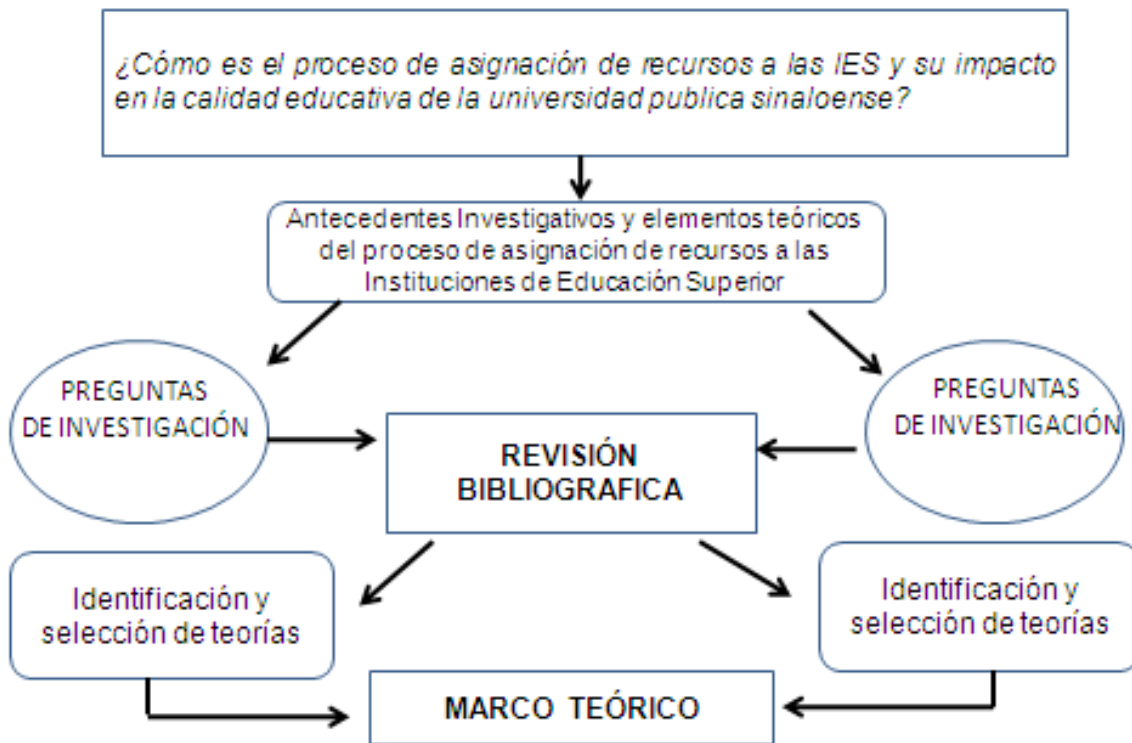 ¿Cómo es el proceso de asignación de recursos a las IES y su impacto
en la calidad educativa de la universidad publica sinaloense?
Antecedentes Investigativos y elementos teóricos
del proceso de asignación de recursos a las
Instituciones de Educación Superior
PREGUNTAS
DE INVESTIGACIÓN
PREGUNTAS
DE INVESTIGACIÓN
REVISIÓN
BIBLIOGRAFICA
Identificación y
selección de teorías
Identificación y
selección de teorías
MARCO TEÓRICO